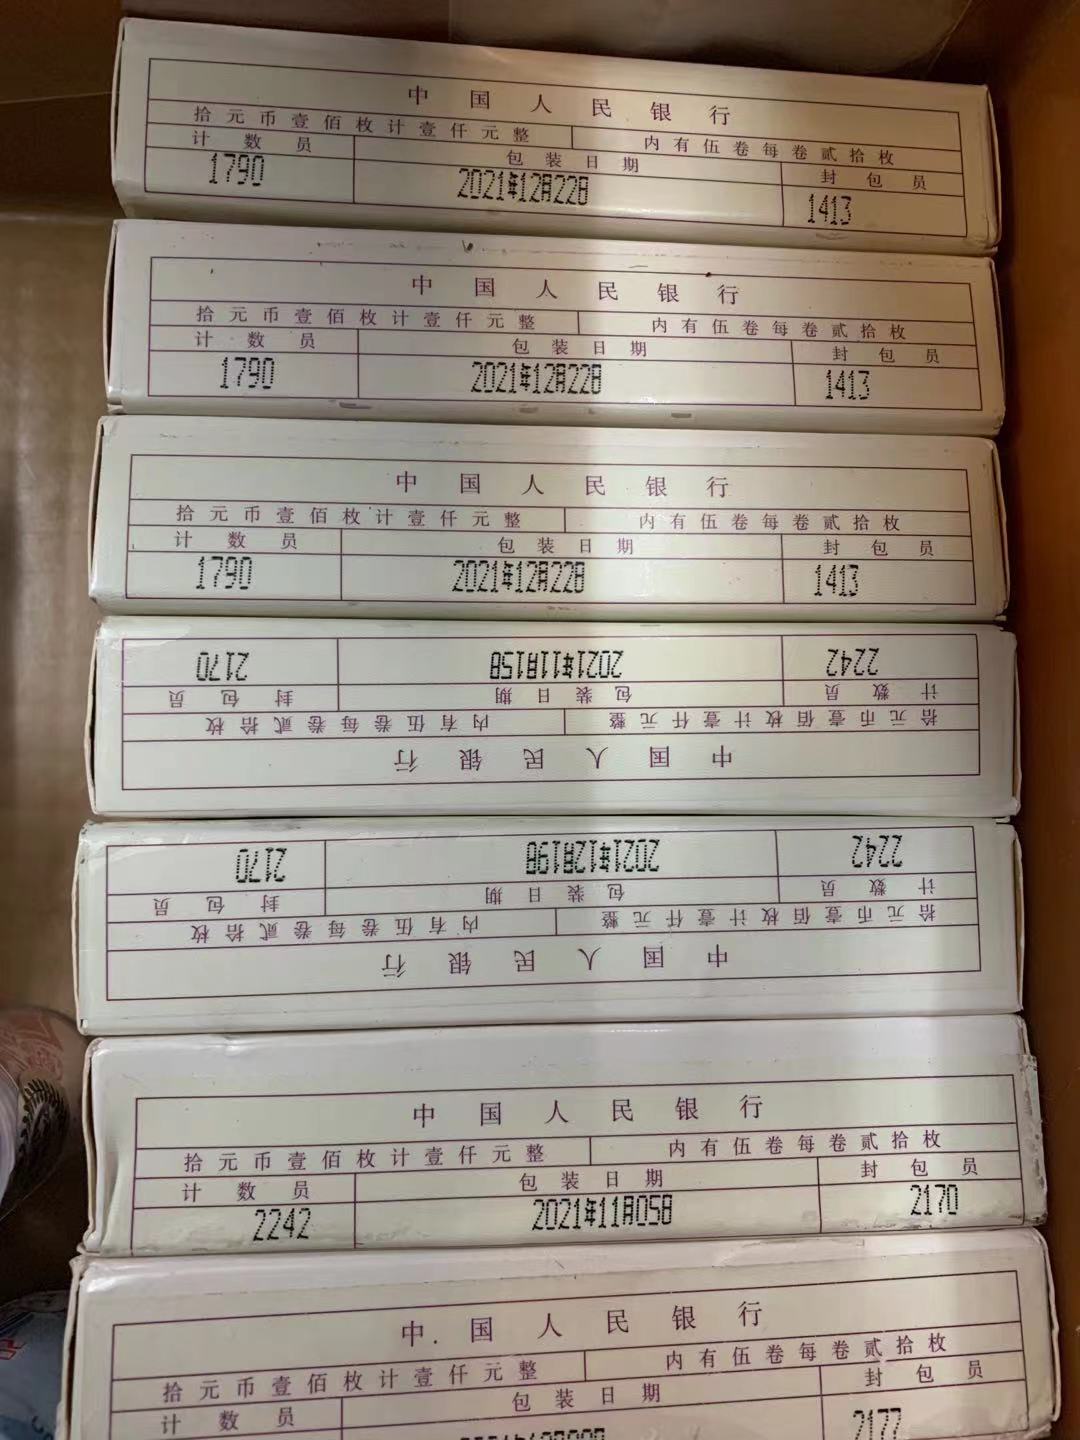 中国人民银行
拾元币壹佰枚计壹仟元整 内有伍卷每卷贰拾枚
计数员 包装日期 封包员
1790 2021年12月22日 1413
中国人民银行
拾元币壹佰枚计壹仟元整 内有伍卷每卷贰拾枚
计数员 包装日期 封包员
1790 2021年12月22日 1413
中国人民银行
拾元币壹佰枚计壹仟元整 内有伍卷每卷贰拾枚
计数员 包装日期 封包员
1790 2021年12月22日 1413
中国人民银行
拾元币壹佰枚计壹仟元整 内有伍卷每卷贰拾枚
计数员 包装日期 封包员
2242 2021年11月15日 2170
中国人民银行
拾元币壹佰枚计壹仟元整 内有伍卷每卷贰拾枚
计数员 包装日期 封包员
2242 2021年12月19日 2170
中国人民银行
拾元币壹佰枚计壹仟元整 内有伍卷每卷贰拾枚
计数员 包装日期 封包员
2242 2021年11月05日 2170
中国人民银行
拾元币壹佰枚计壹仟元整 内有伍卷每卷贰拾枚
计数员 包装日期 封包员
2177